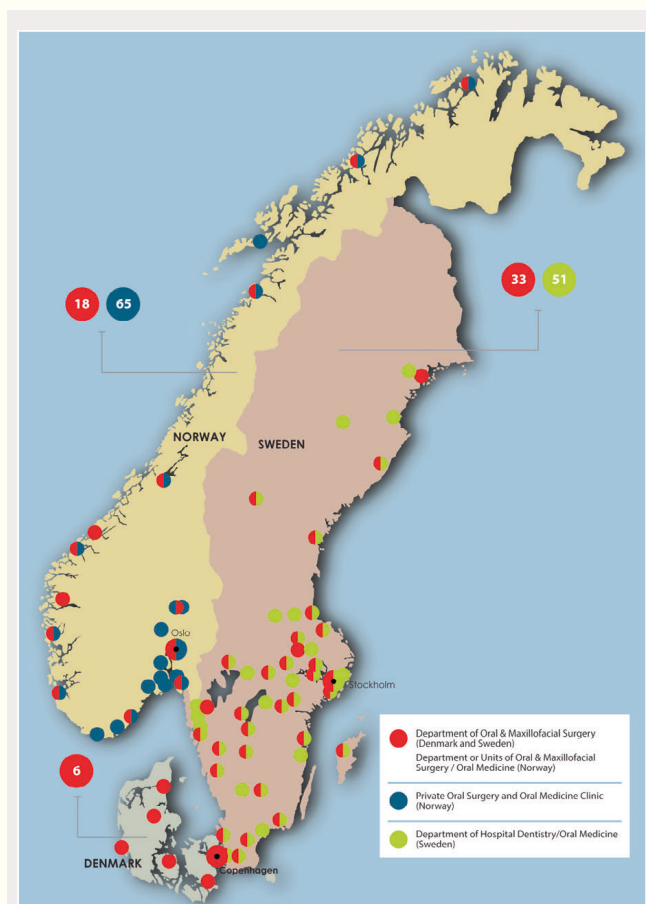 18
65
33
51
NORWAY
SWEDEN
Oslo
Stockholm
6
DENMARK
Copenhagen
Department of Oral & Maxillofacial Surgery
(Denmark and Sweden)
Department or Units of Oral & Maxillofacial
Surgery / Oral Medicine (Norway)
Private Oral Surgery and Oral Medicine Clinic
(Norway)
Department of Hospital Dentistry/Oral Medicine
(Sweden)